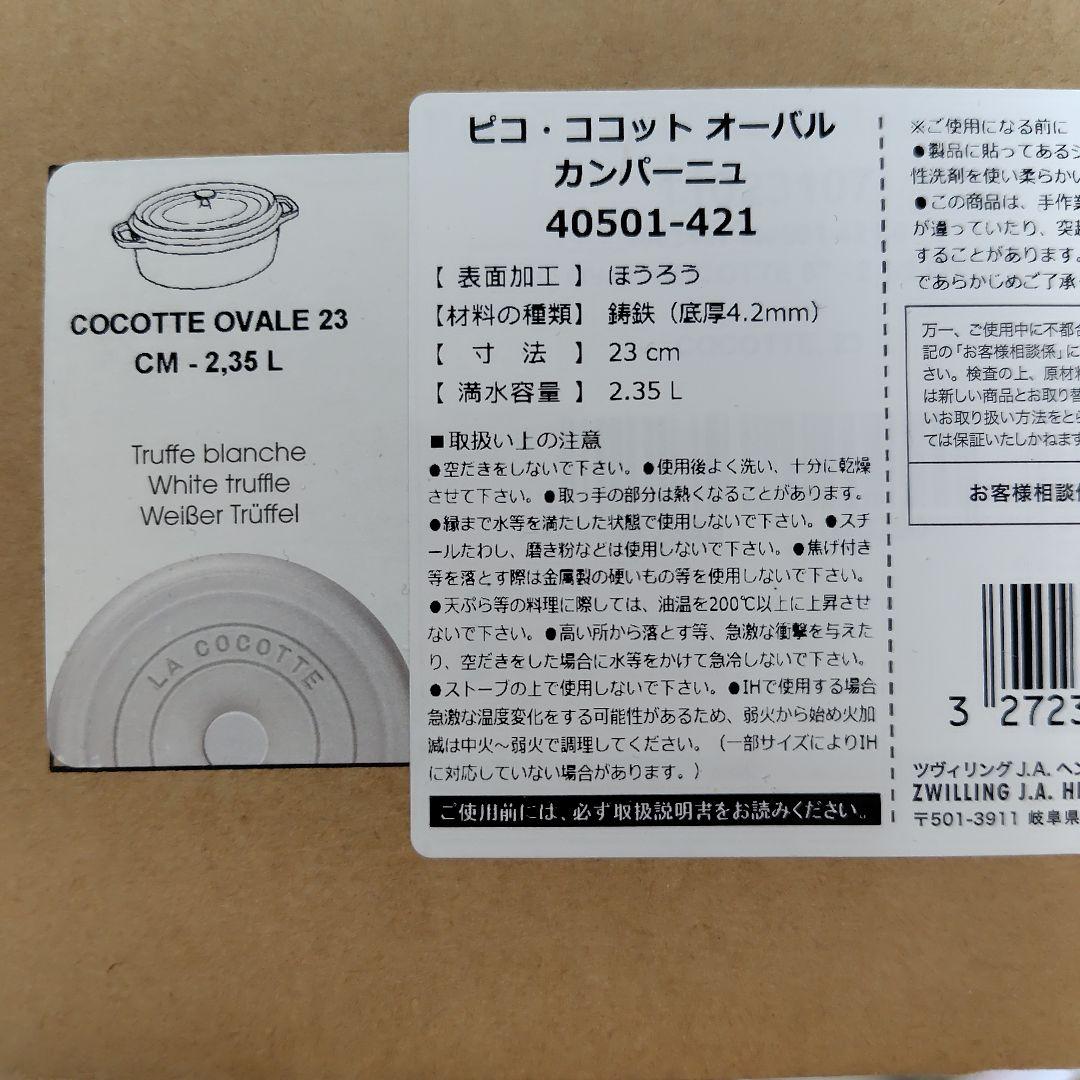 COCOTTE OVALE 23
CM - 2,35 L
Truffe blanche
White truffle
Weißer Trüffel
LA COCOTTE
ピコ・ココット オーバル
カンパーニュ
40501-421
【 表面加工 】 ほうろう
【材料の種類】 鋳鉄（底厚4.2mm）
【 寸 法 】 23 cm
【 満水容量 】 2.35 L
■取扱い上の注意
●空だきをしないで下さい。●使用後よく洗い、十分に乾燥
させて下さい。●取っ手の部分は熱くなることがあります。
●縁まで水等を満たした状態で使用しないで下さい。●スチ
ールたわし、磨き粉などは使用しないで下さい。●焦げ付き
等を落とす際は金属製の硬いもの等を使用しないで下さい。
●天ぷら等の料理に際しては、油温を200℃以上に上昇させ
ないで下さい。●高い所から落とす等、急激な衝撃を与えた
り、空だきをした場合に水等をかけて急冷しないで下さい。
●ストーブの上で使用しないで下さい。●IHで使用する場合
急激な温度変化をする可能性があるため、弱火から始め火加
減は中火～弱火で調理してください。（一部サイズによりIH
に対応していない場合があります。）
ご使用前には、必ず取扱説明書をお読みください。
※ご使用になる前に
●製品に貼ってあるシ
性洗剤を使い柔らかい
●この商品は、手作業
が違っていたり、突起
することがあります。
であらかじめご了承く
万一、ご使用中に不都合
記の「お客様相談係」に
さい。検査の上、原材料
は新しい商品とお取り替
いお取り扱い方法をとら
ては保証いたしかねます
お客様相談係
3 2723
ツヴィリング J.A. ヘン
ZWILLING J.A. HE
〒501-3911 岐阜県